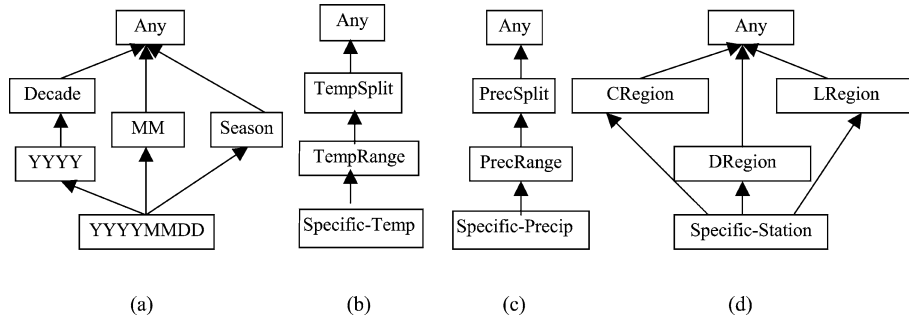 Any
Decade
MM
Season
YYYY
YYYYMMDD
(a)
Any
TempSplit
TempRange
Specific-Temp
(b)
Any
PrecSplit
PrecRange
Specific-Precip
(c)
Any
CRegion
LRegion
DRegion
Specific-Station
(d)